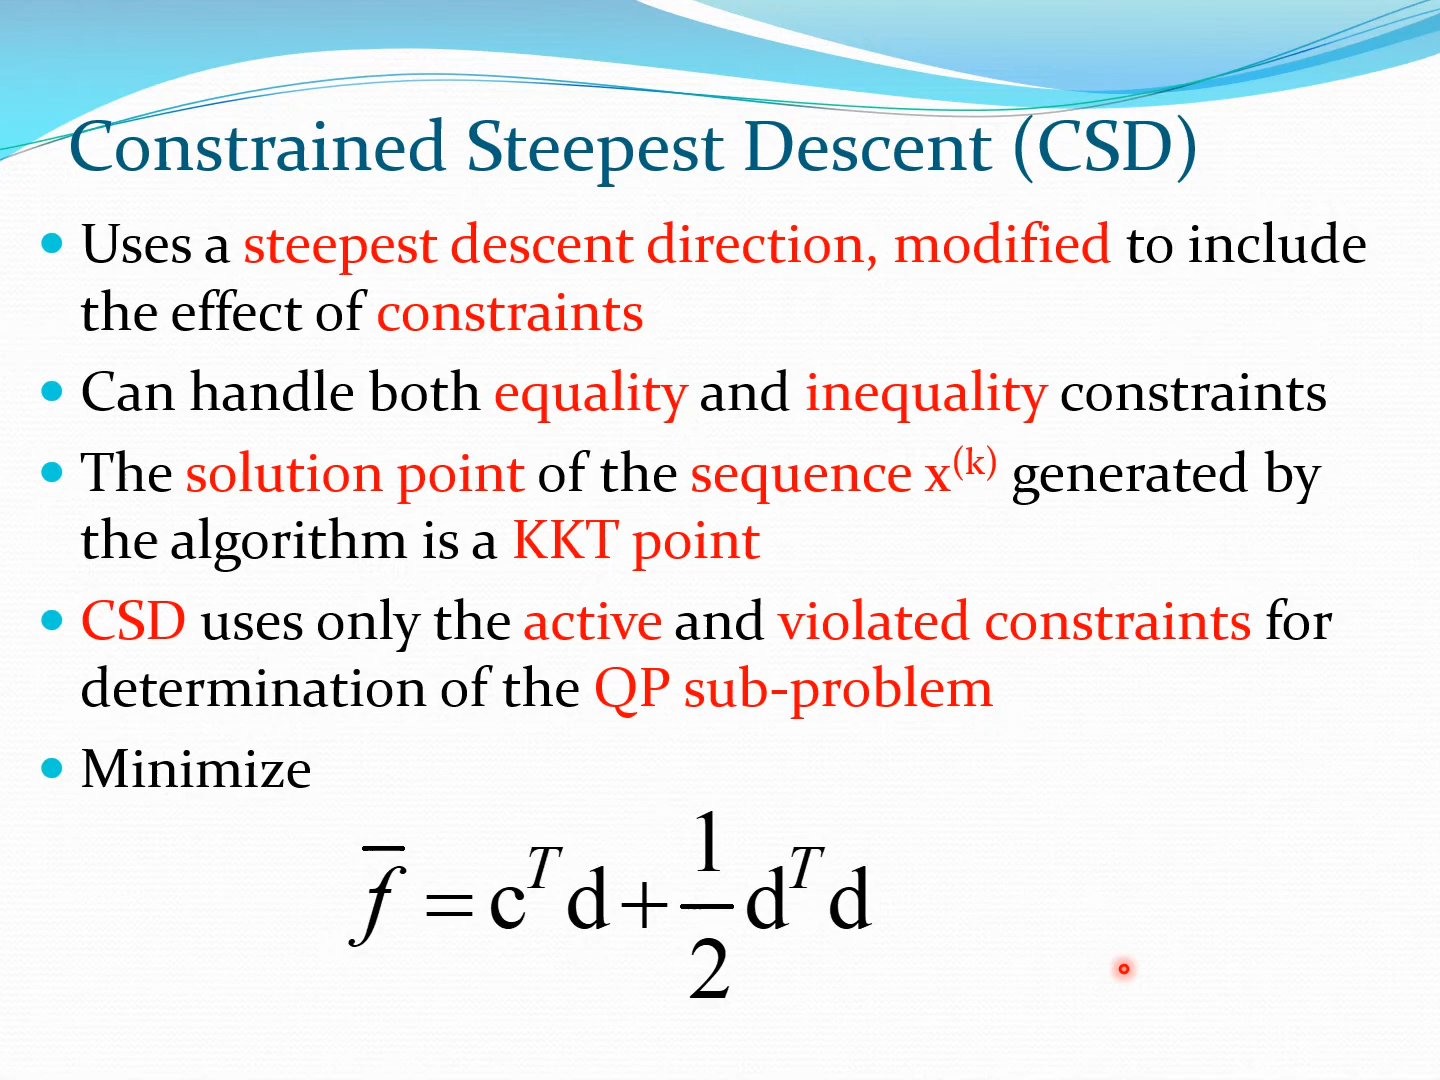 Constrained Steepest Descent (CSD)
• Uses a steepest descent direction, modified to include
the effect of constraints
• Can handle both equality and inequality constraints
• The solution point of the sequence x⁽ᵏ⁾ generated by
the algorithm is a KKT point
• CSD uses only the active and violated constraints for
determination of the QP sub-problem
• Minimize
f̅ = cᵀd + 1/2 dᵀd